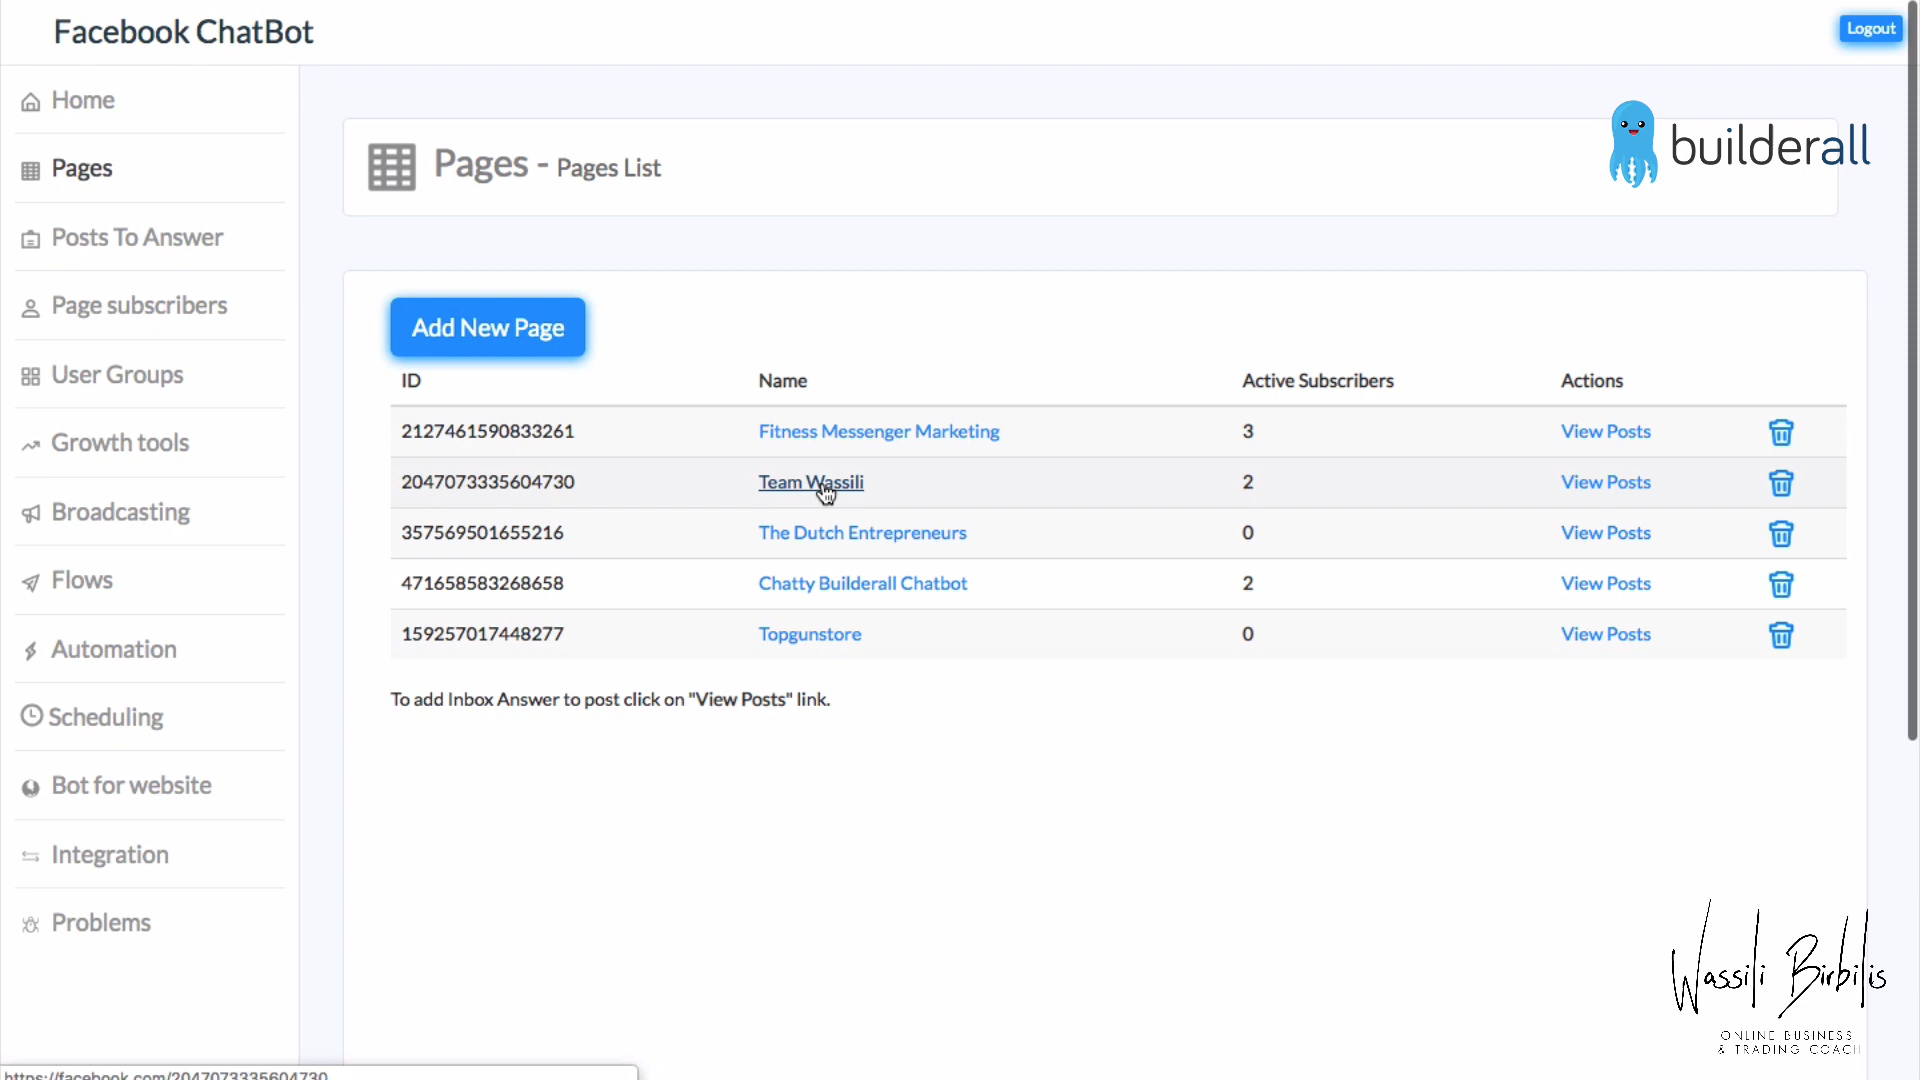 Facebook ChatBot
Logout
Home
Pages
Posts To Answer
Page subscribers
User Groups
Growth tools
Broadcasting
Flows
Automation
Scheduling
Bot for website
Integration
Problems
Pages - Pages List
builderall
Add New Page
ID Name Active Subscribers Actions
2127461590833261 Fitness Messenger Marketing 3 View Posts
2047073335604730 Team Wassili 2 View Posts
357569501655216 The Dutch Entrepreneurs 0 View Posts
471658583268658 Chatty Builderall Chatbot 2 View Posts
159257017448277 Topgunstore 0 View Posts
To add Inbox Answer to post click on "View Posts" link.
Wassili Birbilis
ONLINE BUSINESS
& TRADING COACH
https://facebook.com/2047073335604730